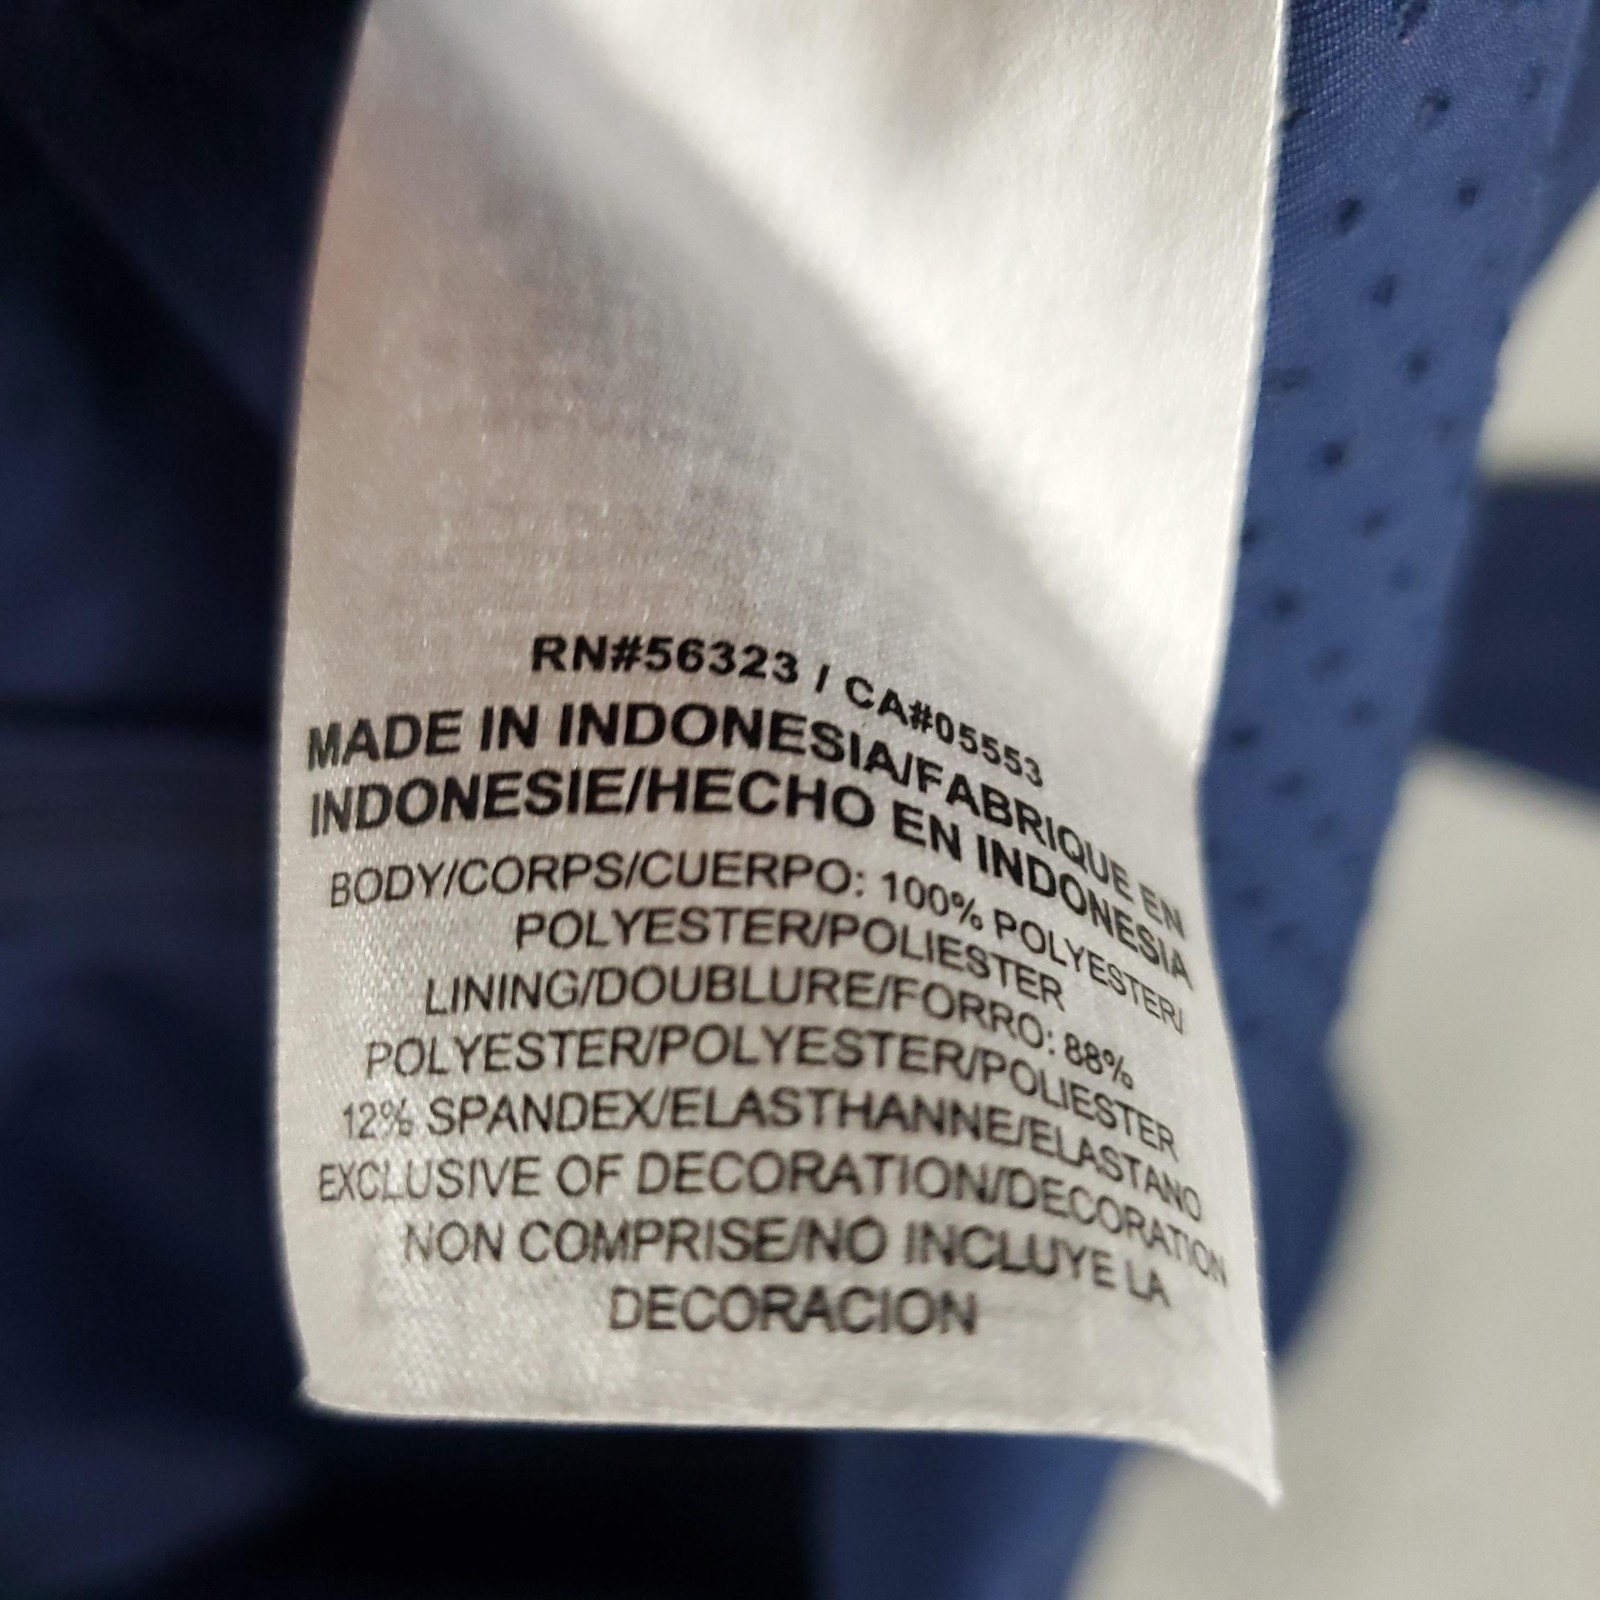 RN#56323 / CA#05553
MADE IN INDONESIA/FABRIQUE EN
INDONESIE/HECHO EN INDONESIA
BODY/CORPS/CUERPO: 100% POLYESTER/
POLYESTER/POLIESTER
LINING/DOUBLURE/FORRO: 88%
POLYESTER/POLYESTER/POLIESTER
12% SPANDEX/ELASTHANNE/ELASTANO
EXCLUSIVE OF DECORATION/DECORATION
NON COMPRISE/NO INCLUYE LA
DECORACION